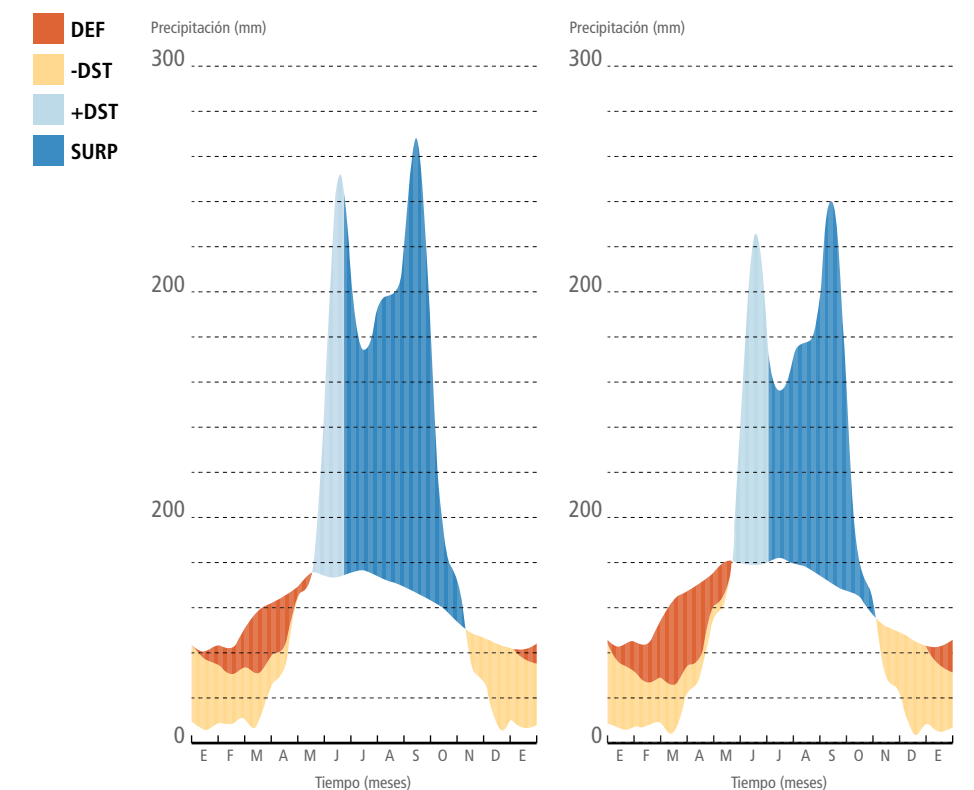 DEF
-DST
+DST
SURP
Precipitación (mm)
300
200
200
0
E F M A M J J A S O N D E
Tiempo (meses)
Precipitación (mm)
300
200
200
0
E F M A M J J A S O N D E
Tiempo (meses)